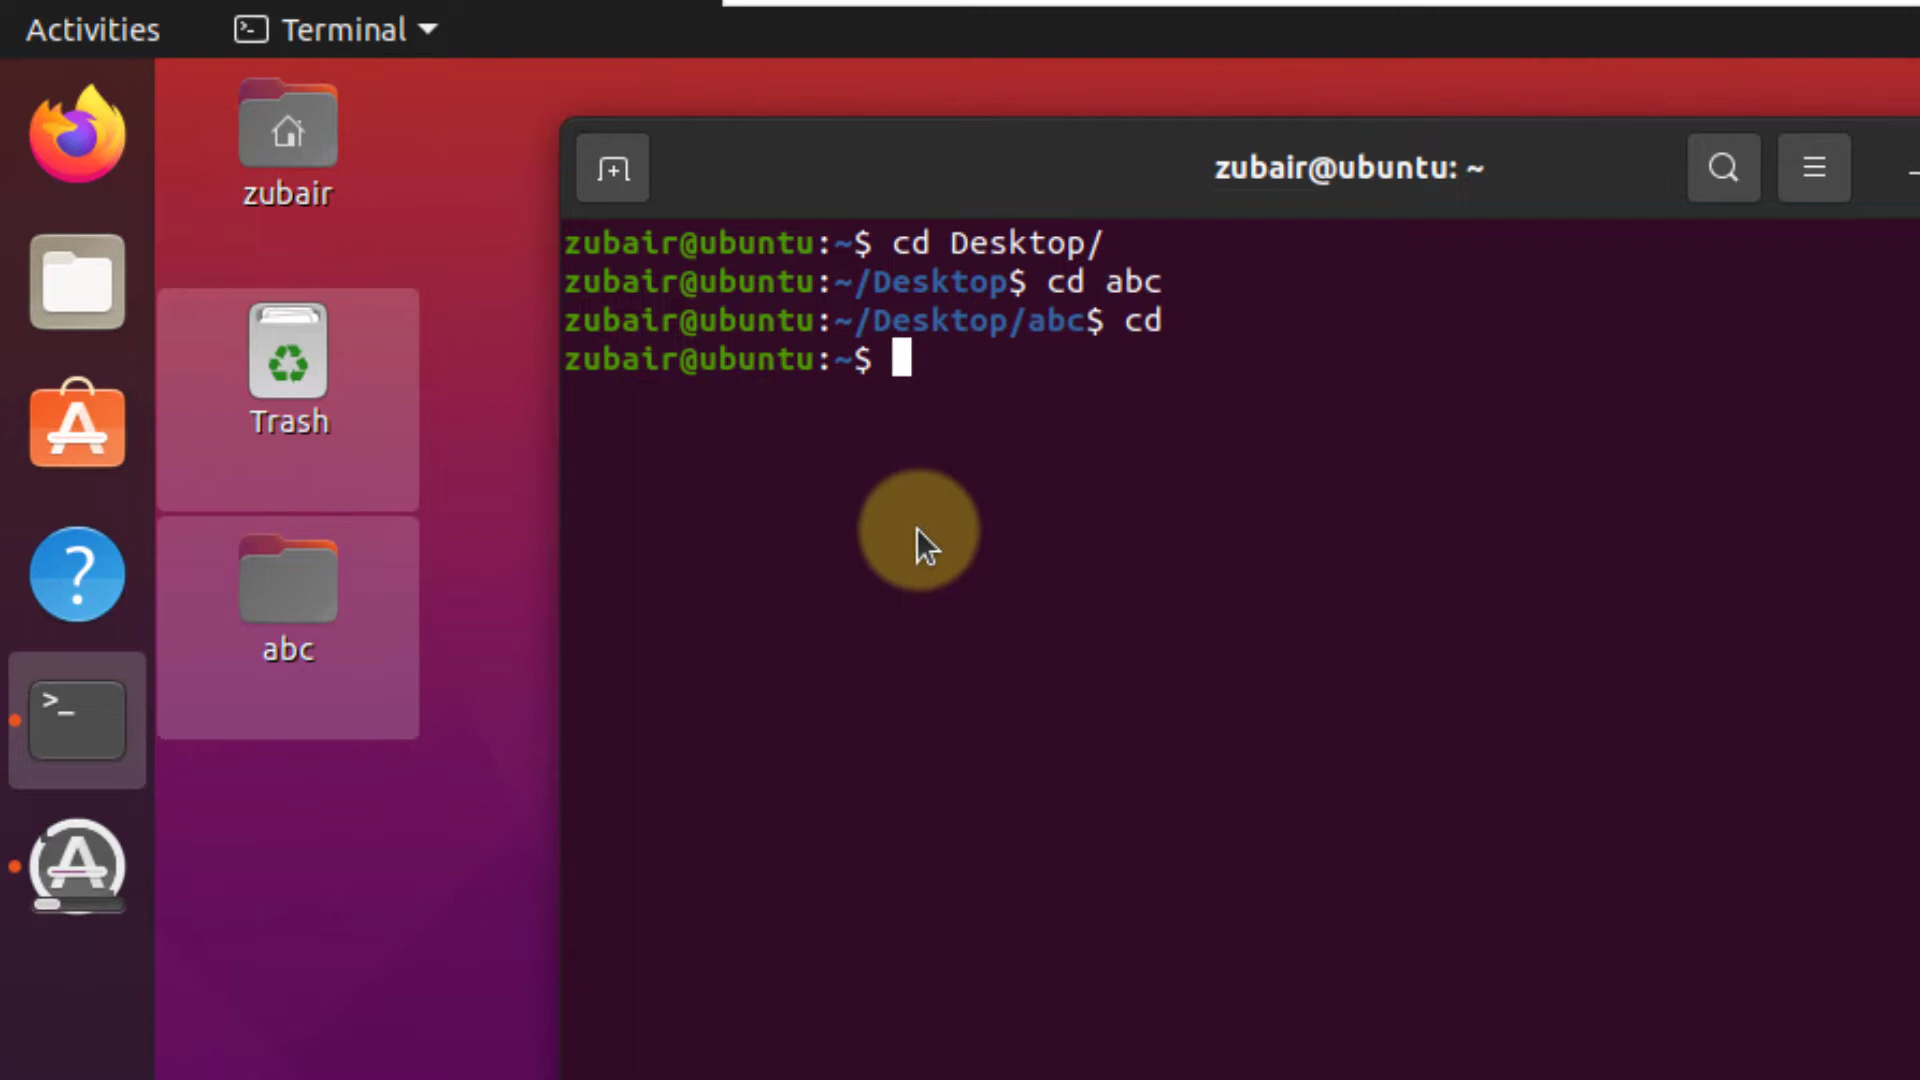 Activities
Terminal
zubair
Trash
abc
zubair@ubuntu: ~
zubair@ubuntu:~$ cd Desktop/
zubair@ubuntu:~/Desktop$ cd abc
zubair@ubuntu:~/Desktop/abc$ cd
zubair@ubuntu:~$